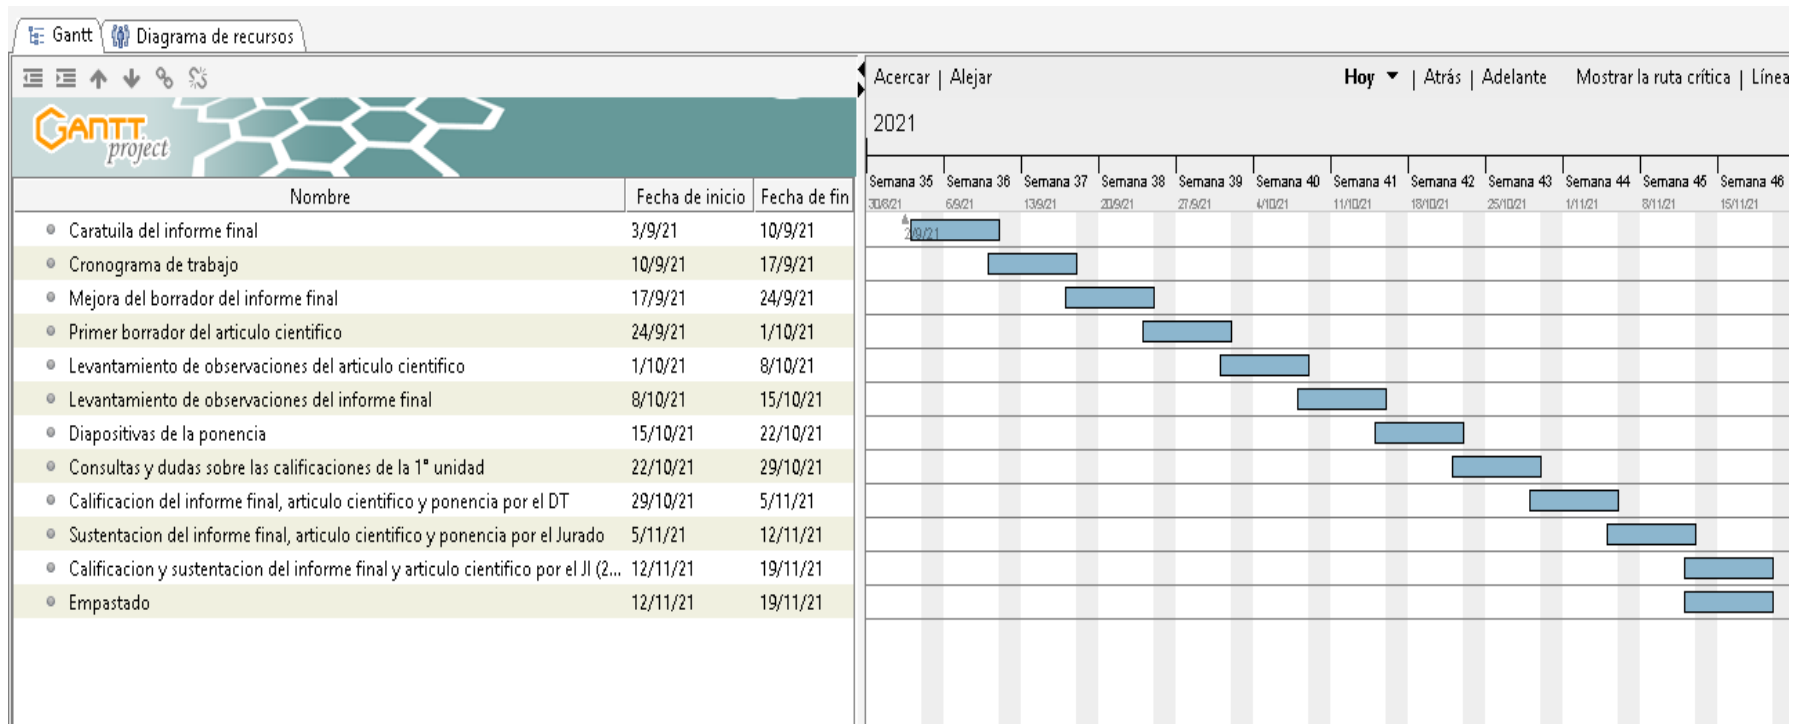 Gantt Diagrama de recursos
Acercar | Alejar Hoy | Atrás | Adelante Mostrar la ruta crítica | Línea
GANTT project
2021
Semana 35 Semana 36 Semana 37 Semana 38 Semana 39 Semana 40 Semana 41 Semana 42 Semana 43 Semana 44 Semana 45 Semana 46
30/8/21 6/9/21 13/9/21 20/9/21 27/9/21 4/10/21 11/10/21 18/10/21 25/10/21 1/11/21 8/11/21 15/11/21
Nombre Fecha de inicio Fecha de fin
Caratuila del informe final 3/9/21 10/9/21 2/9/21
Cronograma de trabajo 10/9/21 17/9/21
Mejora del borrador del informe final 17/9/21 24/9/21
Primer borrador del articulo cientifico 24/9/21 1/10/21
Levantamiento de observaciones del articulo cientifico 1/10/21 8/10/21
Levantamiento de observaciones del informe final 8/10/21 15/10/21
Diapositivas de la ponencia 15/10/21 22/10/21
Consultas y dudas sobre las calificaciones de la 1° unidad 22/10/21 29/10/21
Calificacion del informe final, articulo cientifico y ponencia por el DT 29/10/21 5/11/21
Sustentacion del informe final, articulo cientifico y ponencia por el Jurado 5/11/21 12/11/21
Calificacion y sustentacion del informe final y articulo cientifico por el JI (2... 12/11/21 19/11/21
Empastado 12/11/21 19/11/21